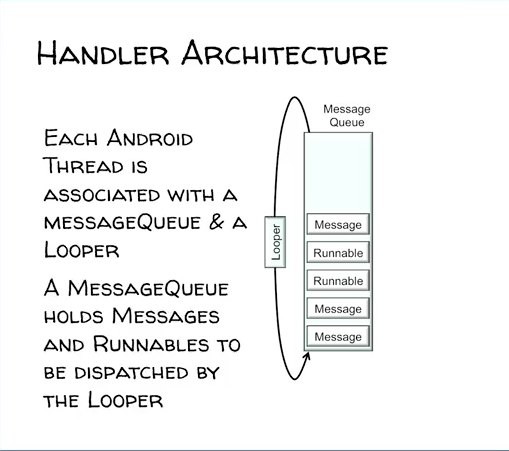 Handler Architecture
Each Android
Thread is
associated with a
messageQueue & a
Looper
A MessageQueue
holds Messages
and Runnables to
be dispatched by
the Looper
Message
Queue
Looper
Message
Runnable
Runnable
Message
Message